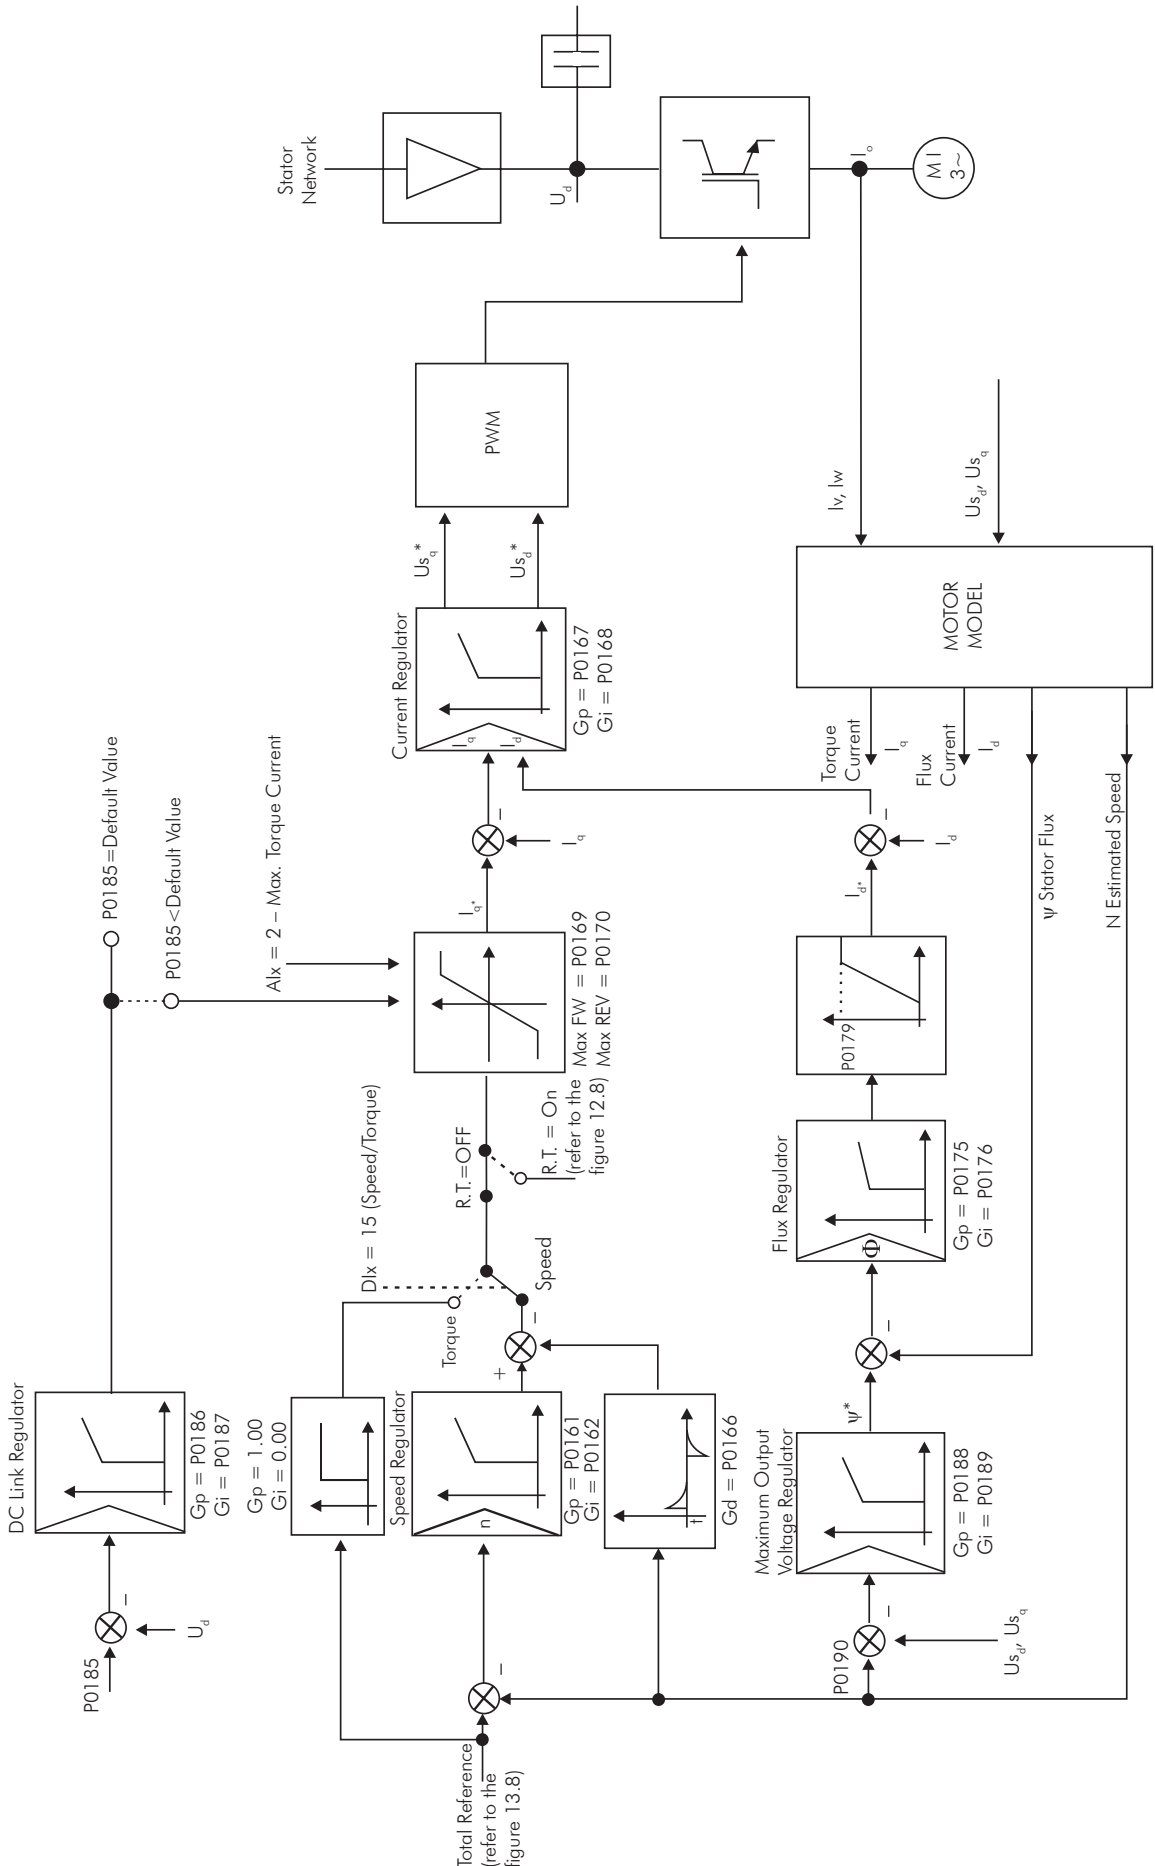 DC Link Regulator
P0185
U_d
–
Gp = P0186
Gi = P0187
P0185=Default Value
P0185<Default Value
AIx = 2 – Max. Torque Current
Gp = 1.00
Gi = 0.00
DIx = 15 (Speed/Torque)
Torque
Speed
R.T.=OFF
R.T. = On
(refer to the
figure 12.8)
Total Reference
(refer to the
figure 13.8)
–
Speed Regulator
n
Gp = P0161
Gi = P0162
+
–
t
Gd = P0166
Max FW = P0169
Max REV = P0170
I_q*
–
I_q
Current Regulator
I_q
I_d
Gp = P0167
Gi = P0168
Us_q*
Us_d*
PWM
Stator
Network
U_d
I_o
M I
3~
P0190
–
Us_d, Us_q
Maximum Output
Voltage Regulator
Gp = P0188
Gi = P0189
ψ*
–
Flux Regulator
Φ
Gp = P0175
Gi = P0176
P0179
I_d*
–
I_d
Torque
Current
I_q
Flux
Current
I_d
ψ Stator Flux
N Estimated Speed
MOTOR
MODEL
Iv, Iw
Us_d, Us_q